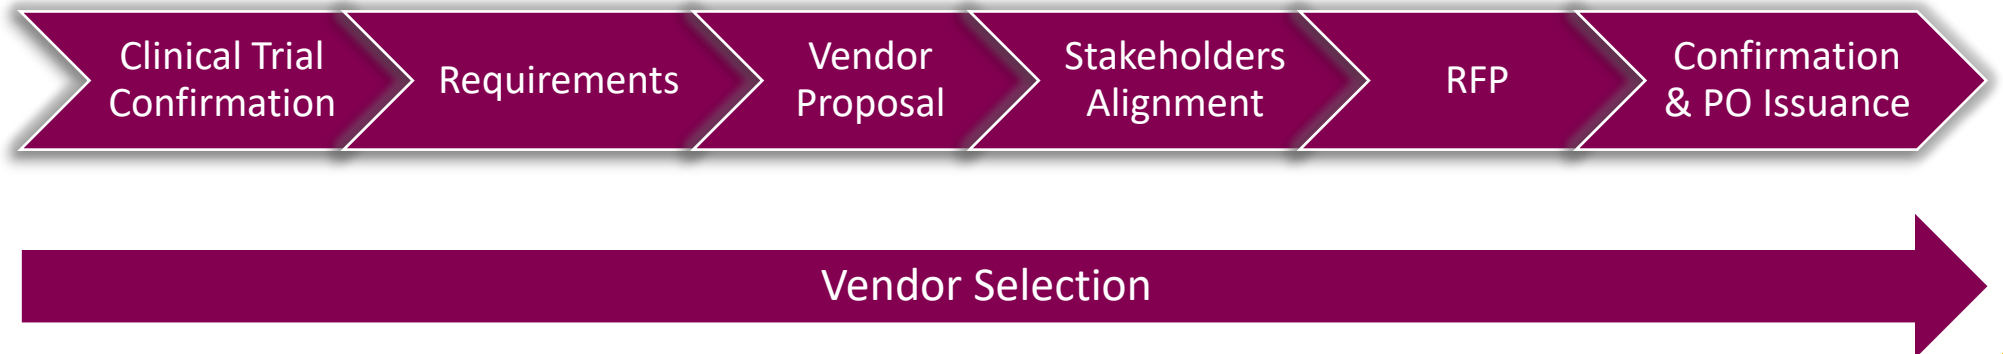 Clinical Trial
Confirmation
Requirements
Vendor
Proposal
Stakeholders
Alignment
RFP
Confirmation
& PO Issuance
Vendor Selection